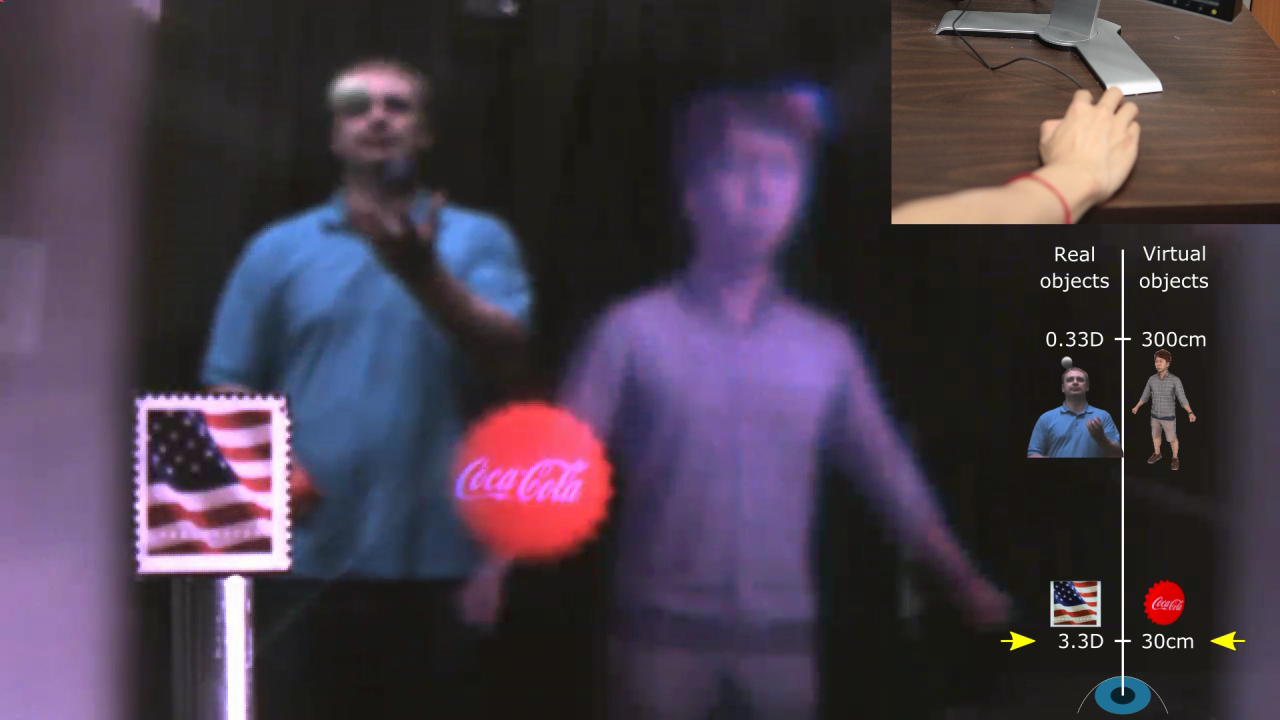 Coca-Cola
Real
objects
Virtual
objects
0.33D
300cm
Coca-Cola
3.3D
30cm